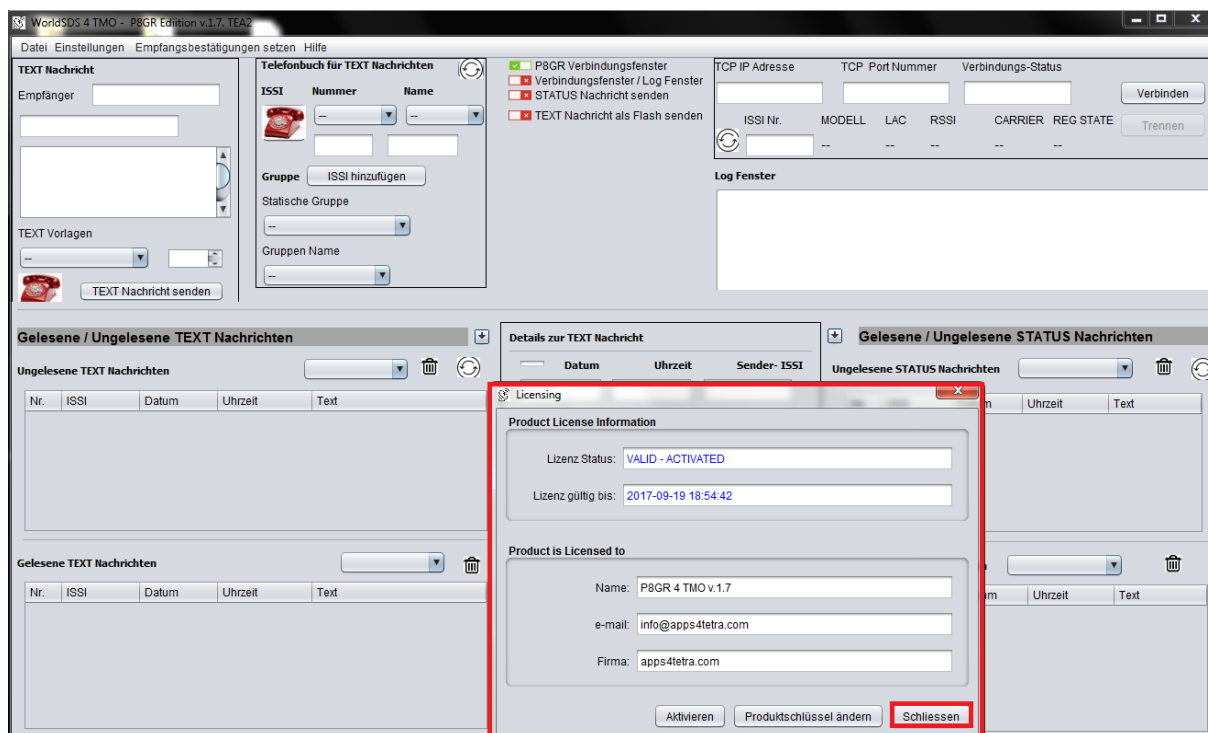 WorldSDS 4 TMO - P8GR Ediition v.1.7. TEA2
Datei Einstellungen Empfangsbestätigungen setzen Hilfe
TEXT Nachricht
Empfänger
TEXT Vorlagen
--
TEXT Nachricht senden
Telefonbuch für TEXT Nachrichten
ISSI Nummer Name
-- --
Gruppe ISSI hinzufügen
Statische Gruppe
--
Gruppen Name
--
P8GR Verbindungsfenster
Verbindungsfenster / Log Fenster
STATUS Nachricht senden
TEXT Nachricht als Flash senden
TCP IP Adresse TCP Port Nummer Verbindungs-Status
Verbinden
ISSI Nr. MODELL LAC RSSI CARRIER REG STATE
Trennen
-- -- -- -- --
Log Fenster
Gelesene / Ungelesene TEXT Nachrichten
Ungelesene TEXT Nachrichten
Nr. ISSI Datum Uhrzeit Text
Gelesene TEXT Nachrichten
Nr. ISSI Datum Uhrzeit Text
Details zur TEXT Nachricht
Datum Uhrzeit Sender- ISSI
Gelesene / Ungelesene STATUS Nachrichten
Ungelesene STATUS Nachrichten
Uhrzeit Text
Uhrzeit Text
Licensing
Product License Information
Lizenz Status: VALID - ACTIVATED
Lizenz gültig bis: 2017-09-19 18:54:42
Product is Licensed to
Name: P8GR 4 TMO v.1.7
e-mail: info@apps4tetra.com
Firma: apps4tetra.com
Aktivieren Produktschlüssel ändern Schliessen